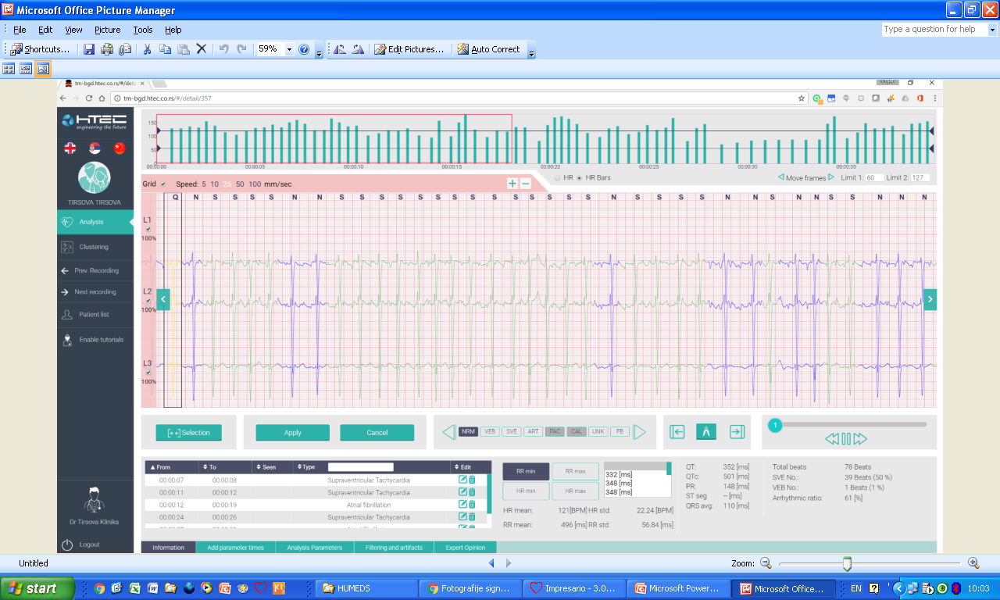 Microsoft Office Picture Manager
File Edit View Picture Tools Help
Type a question for help
Shortcuts... 59% Edit Pictures... Auto Correct
tm-bgd.htec.co.rs/#/deta
tm-bgd.htec.co.rs/#/detail/357
HTEC
engineering the future
TIRSOVA TIRSOVA
Analysis
Clustering
Prev. Recording
Next recording
Patient list
Enable tutorials
Dr Tirsova Klinika
Logout
150
100
50
0
00:00:00 00:00:05 00:00:10 00:00:15 00:00:20 00:00:25 00:00:30 00:00:35
Grid Speed: 5 10 25 50 100 mm/sec + − HR HR Bars Move frames Limit 1: 60 Limit 2: 127
Q N S S S S N N S S S S S S S S S S S S S N S S S S S N N S N N N S S N N N
L1
100%
L2
100%
L3
100%
Selection Apply Cancel NRM VEB SVE ART PAC CAL UNK FB 1
From To Seen Type Edit
00:00:07 00:00:08 Supraventricular Tachycardia
00:00:11 00:00:12 Supraventricular Tachycardia
00:00:12 00:00:19 Atrial fibrillation
00:00:24 00:00:26 Supraventricular Tachycardia
RR min RR max
HR min HR max
332 [ms]
348 [ms]
348 [ms]
HR mean: 121[BPM] HR std: 22.24 [BPM]
RR mean: 496 [ms] RR std: 56.84 [ms]
QT: 352 [ms]
QTc: 501 [ms]
PR: 148 [ms]
ST seg -- [ms]
QRS avg: 110 [ms]
Total beats 78 Beats
SVE No.: 39 Beats (50 %)
VEB No.: 1 Beats (1 %)
Arrhythmic ratio: 61 [%]
Information Add parameter times Analysis Parameters Filtering and artifacts Expert Opinion
Untitled Zoom:
start HUMEDS Fotografije sign... Impresario - 3.0... Microsoft Power... Microsoft Office... EN 10:03